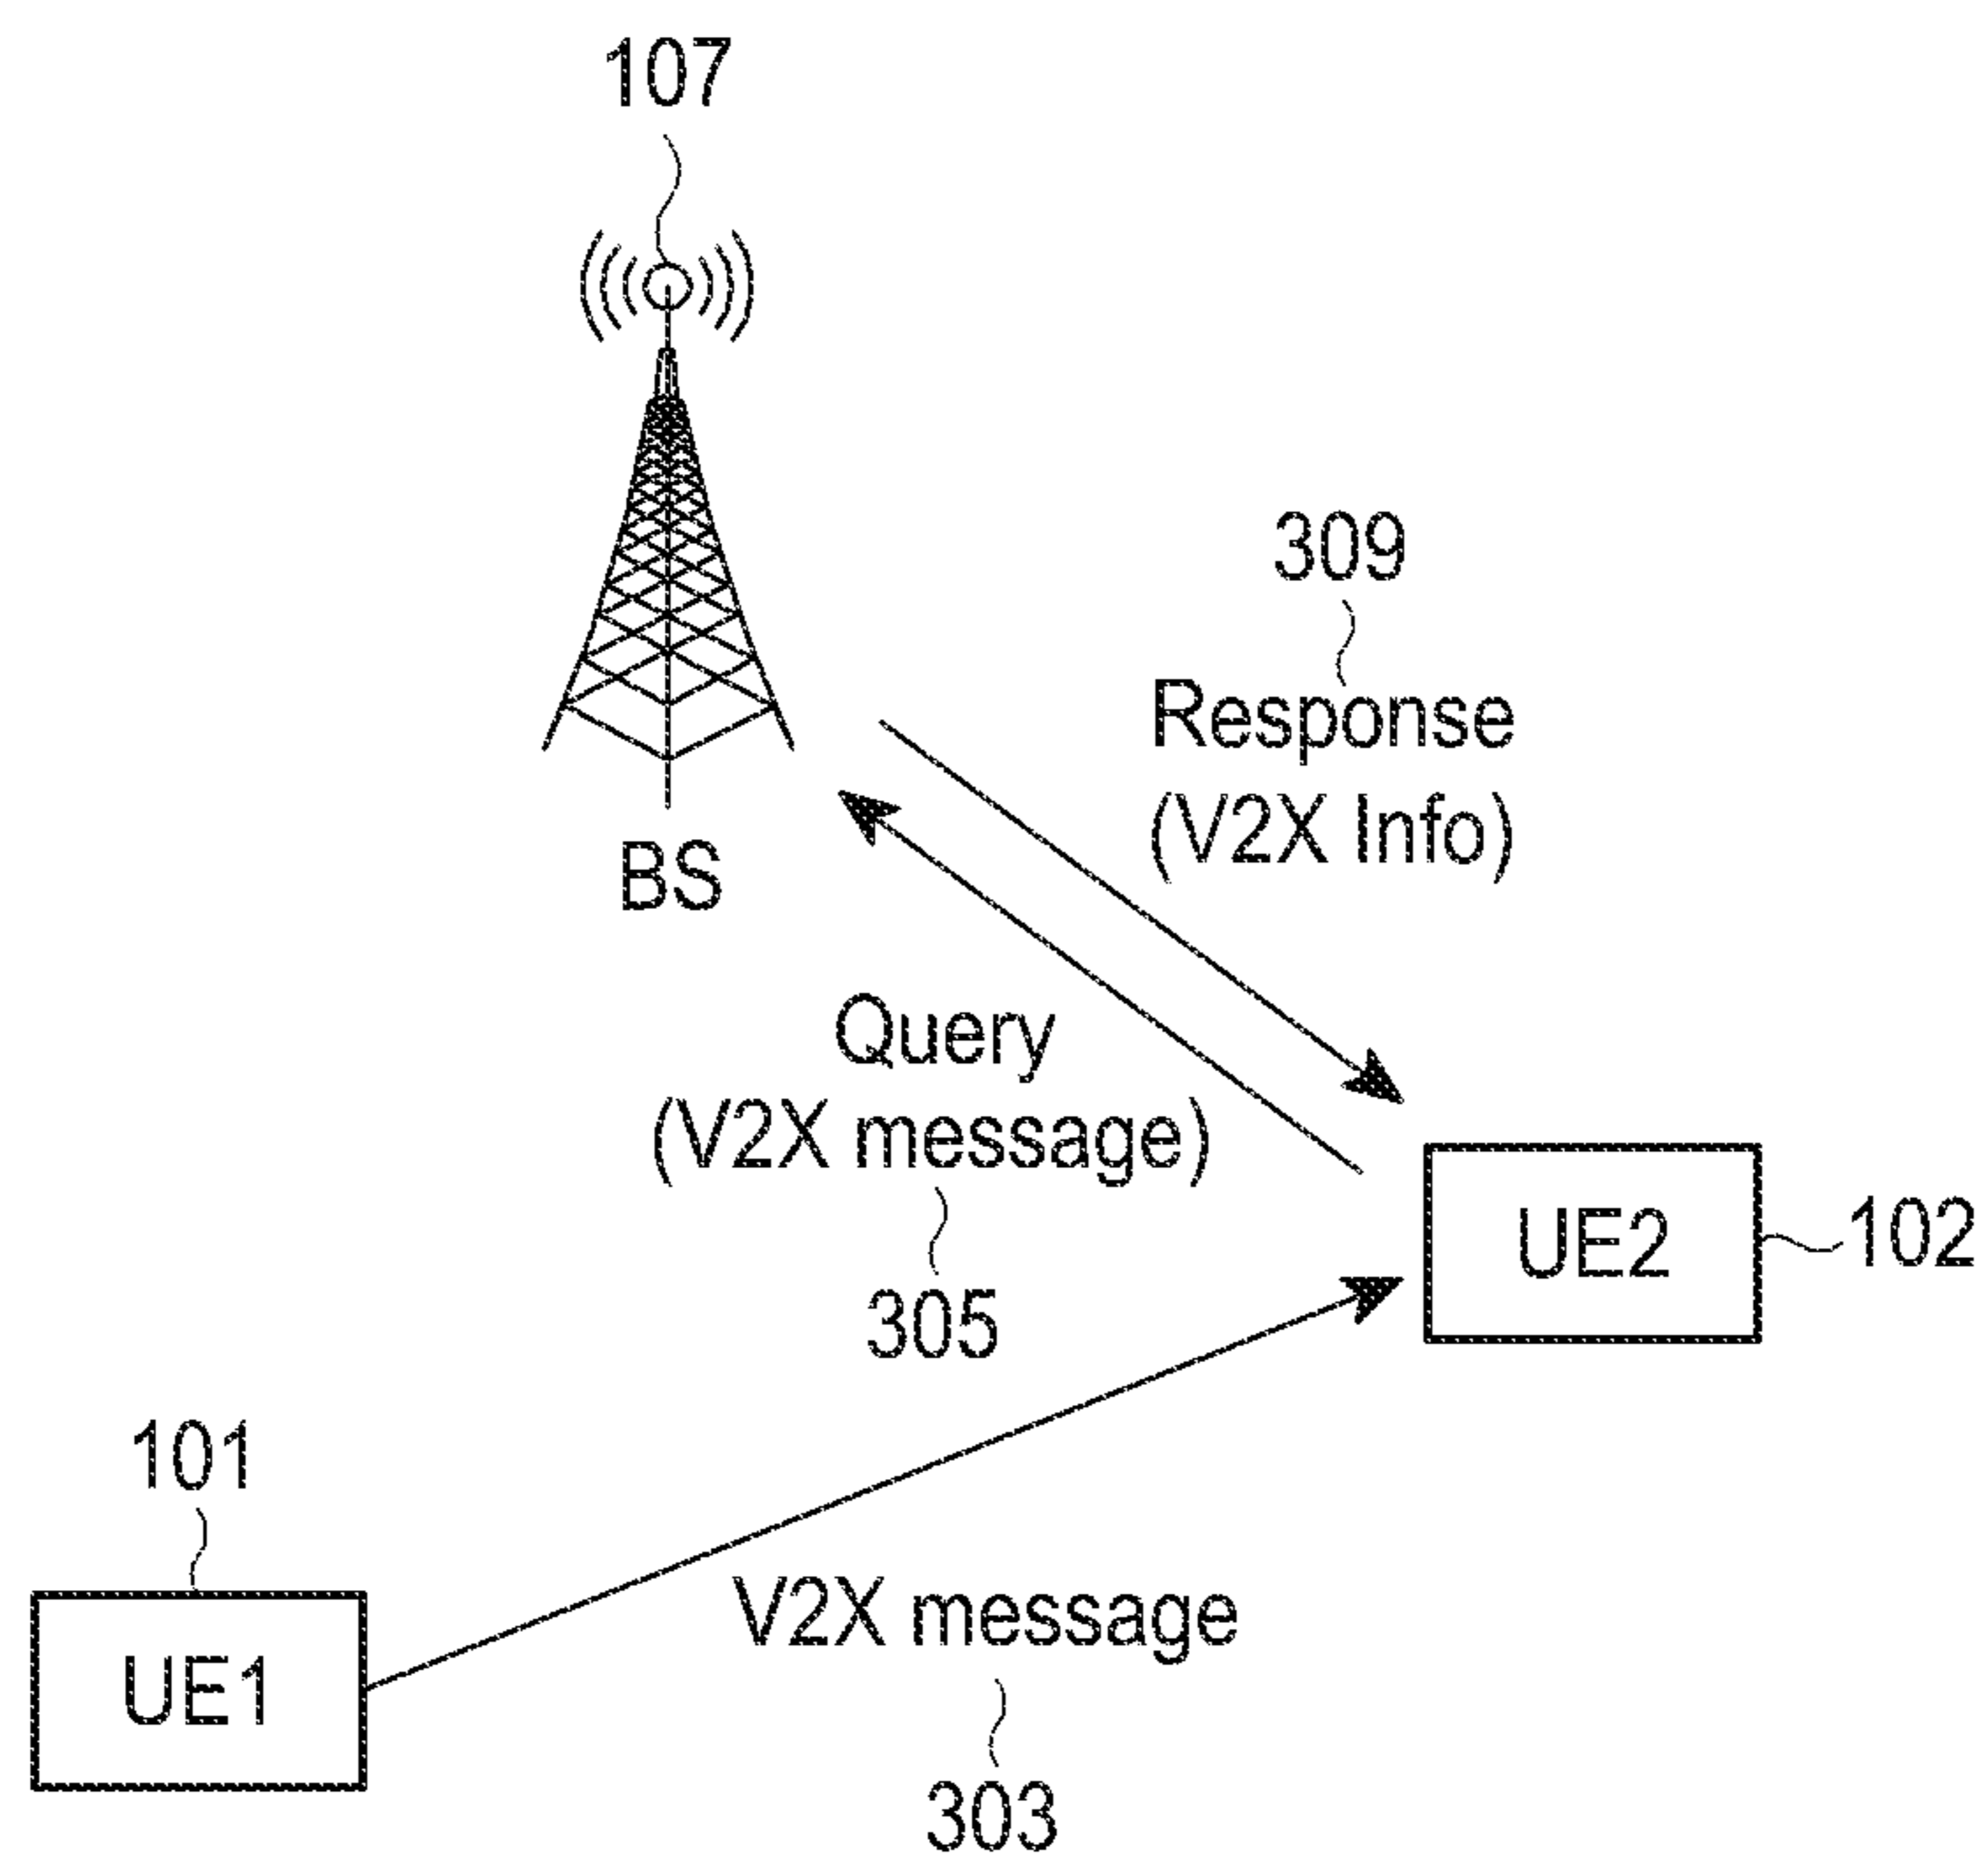 107
309
Response
(V2X Info)
BS
Query
(V2X message)
UE2
102
305
101
V2X message
UE1
303